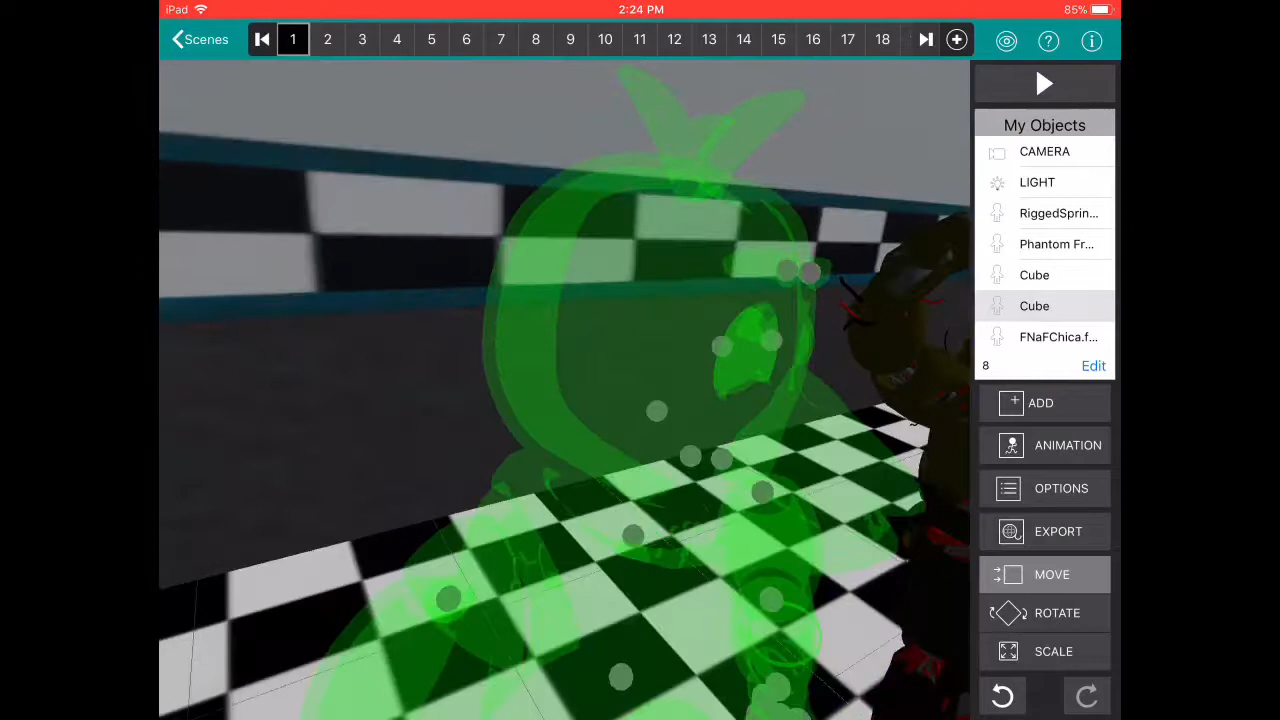 iPad 2:24 PM 85%
Scenes 1 2 3 4 5 6 7 8 9 10 11 12 13 14 15 16 17 18
My Objects
CAMERA
LIGHT
RiggedSprin...
Phantom Fr...
Cube
Cube
FNaFChica.f...
8 Edit
ADD
ANIMATION
OPTIONS
EXPORT
MOVE
ROTATE
SCALE